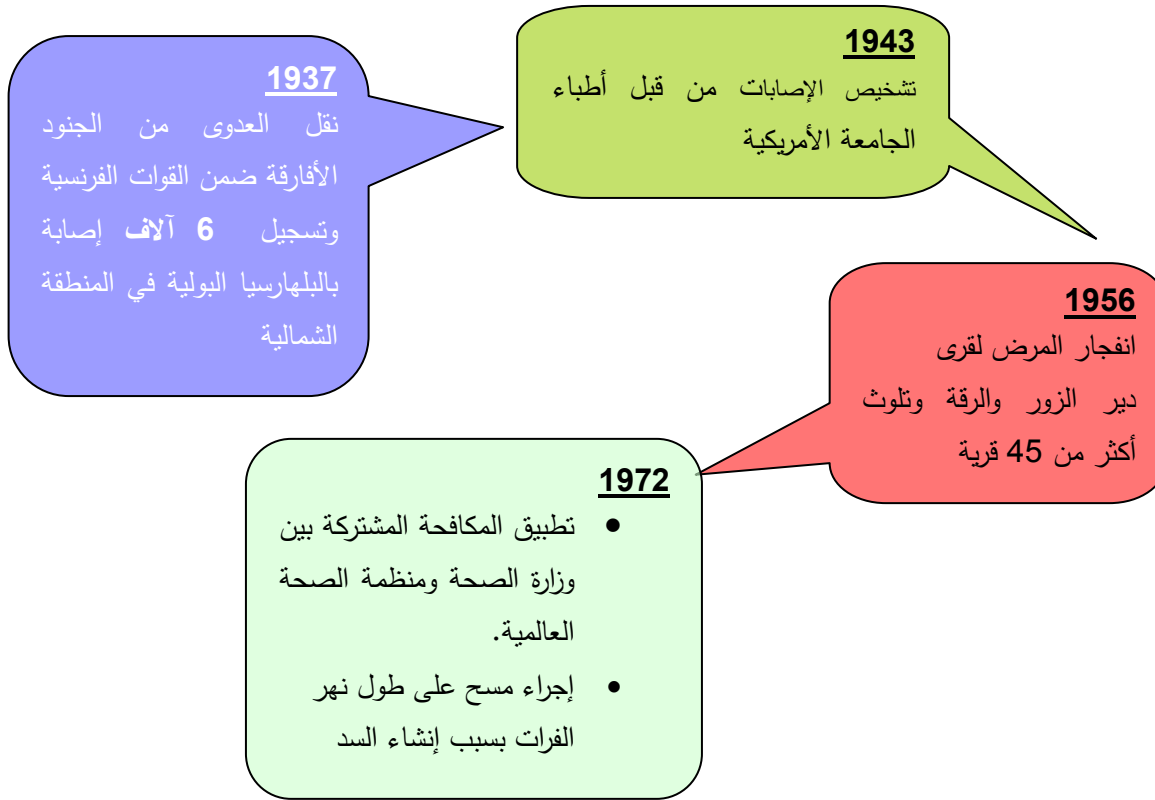 1937
نقل العدوى من الجنود
الأفارقة ضمن القوات الفرنسية
وتسجيل 6 آلاف إصابة
بالبلهارسيا البولية في المنطقة
الشمالية
1943
تشخيص الإصابات من قبل أطباء
الجامعة الأمريكية
1956
انفجار المرض لقرى
دير الزور والرقة وتلوث
أكثر من 45 قرية
1972
• تطبيق المكافحة المشتركة بين
وزارة الصحة ومنظمة الصحة
العالمية.
• إجراء مسح على طول نهر
الفرات بسبب إنشاء السد